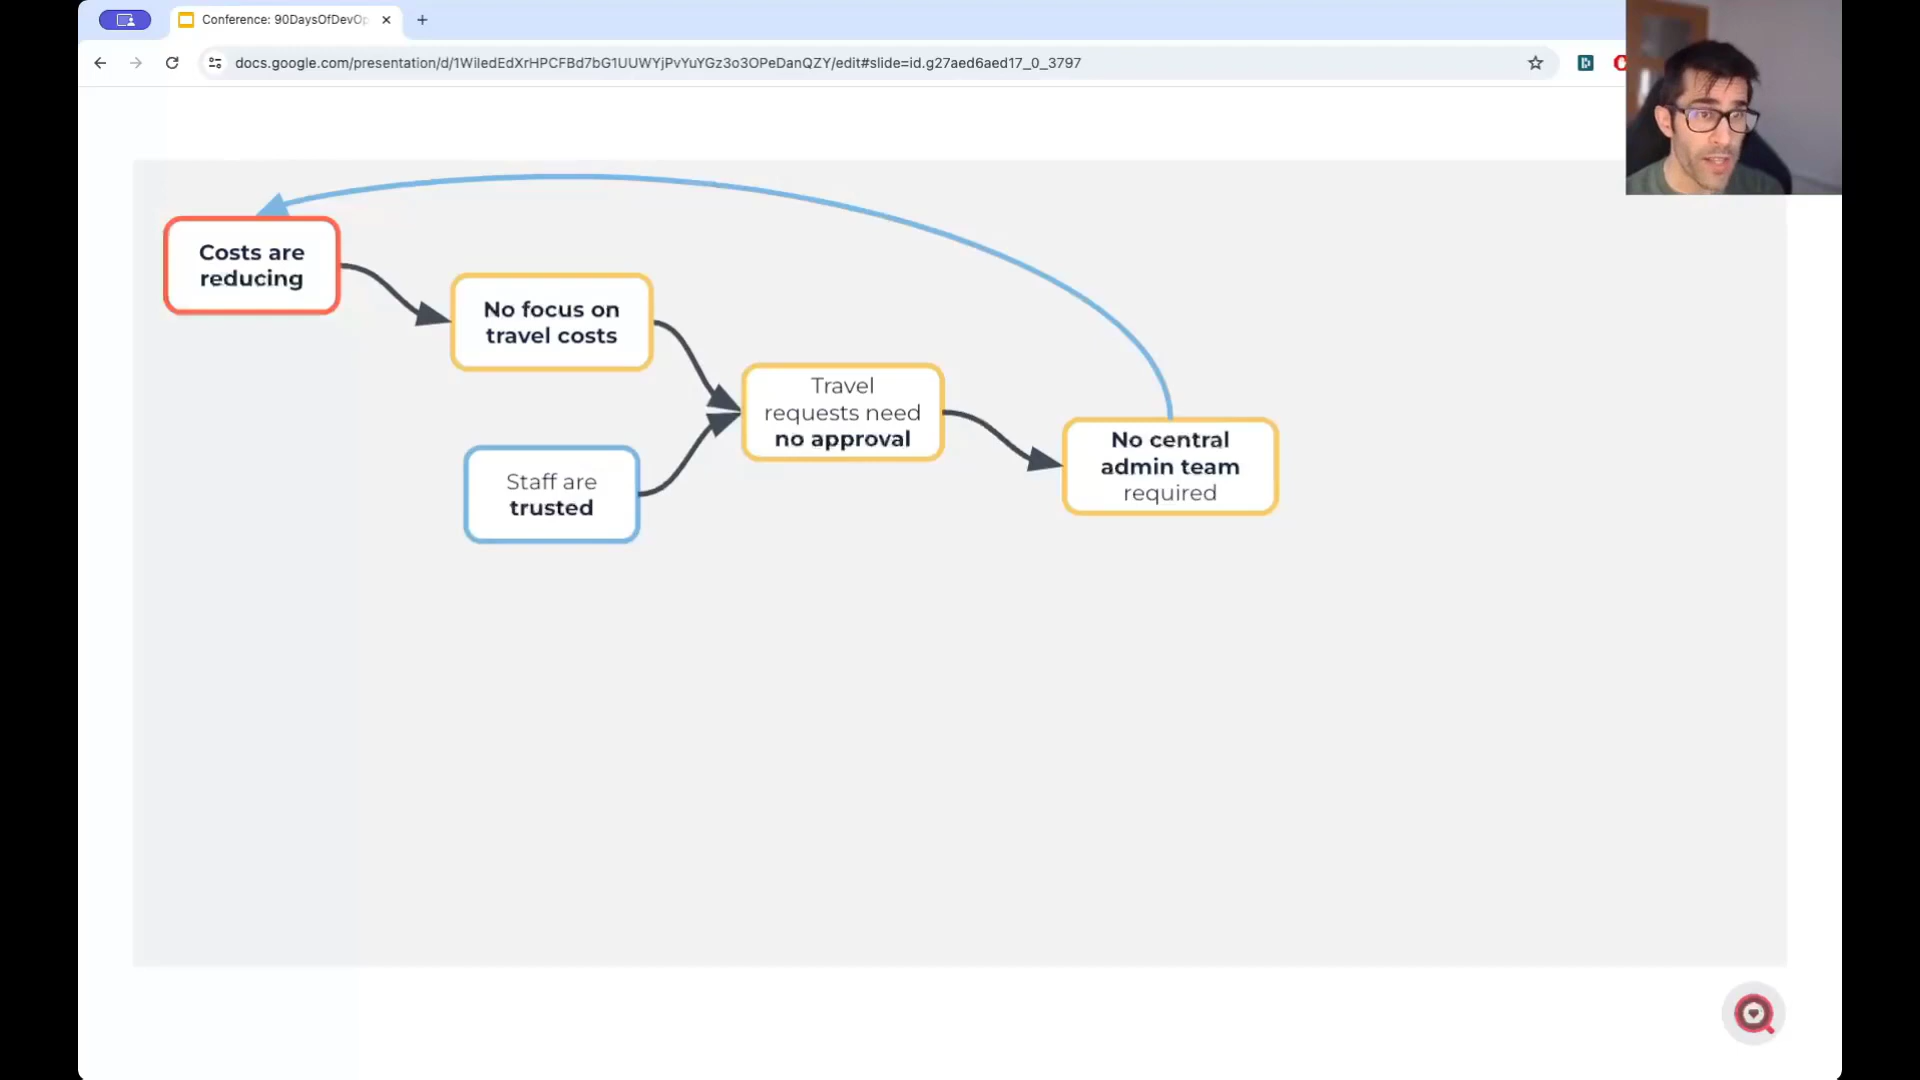 Conference: 90DaysOfDevOp
docs.google.com/presentation/d/1WiledEdXrHPCFBd7bG1UUWYjPvYuYGz3o3OPeDanQZY/edit#slide=id.g27aed6aed17_0_3797
Costs are
reducing
No focus on
travel costs
Travel
requests need
no approval
No central
admin team
required
Staff are
trusted